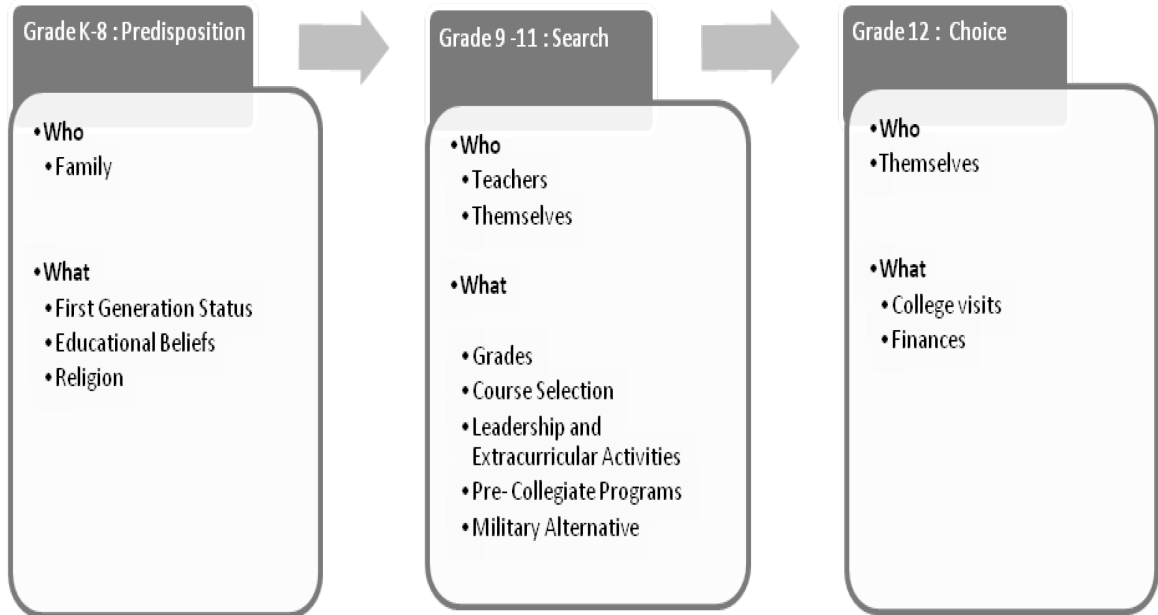 Grade K-8 : Predisposition
•Who
•Family
•What
•First Generation Status
•Educational Beliefs
•Religion
Grade 9 -11 : Search
•Who
•Teachers
•Themselves
•What
•Grades
•Course Selection
•Leadership and
Extracurricular Activities
•Pre- Collegiate Programs
•Military Alternative
Grade 12 : Choice
•Who
•Themselves
•What
•College visits
•Finances